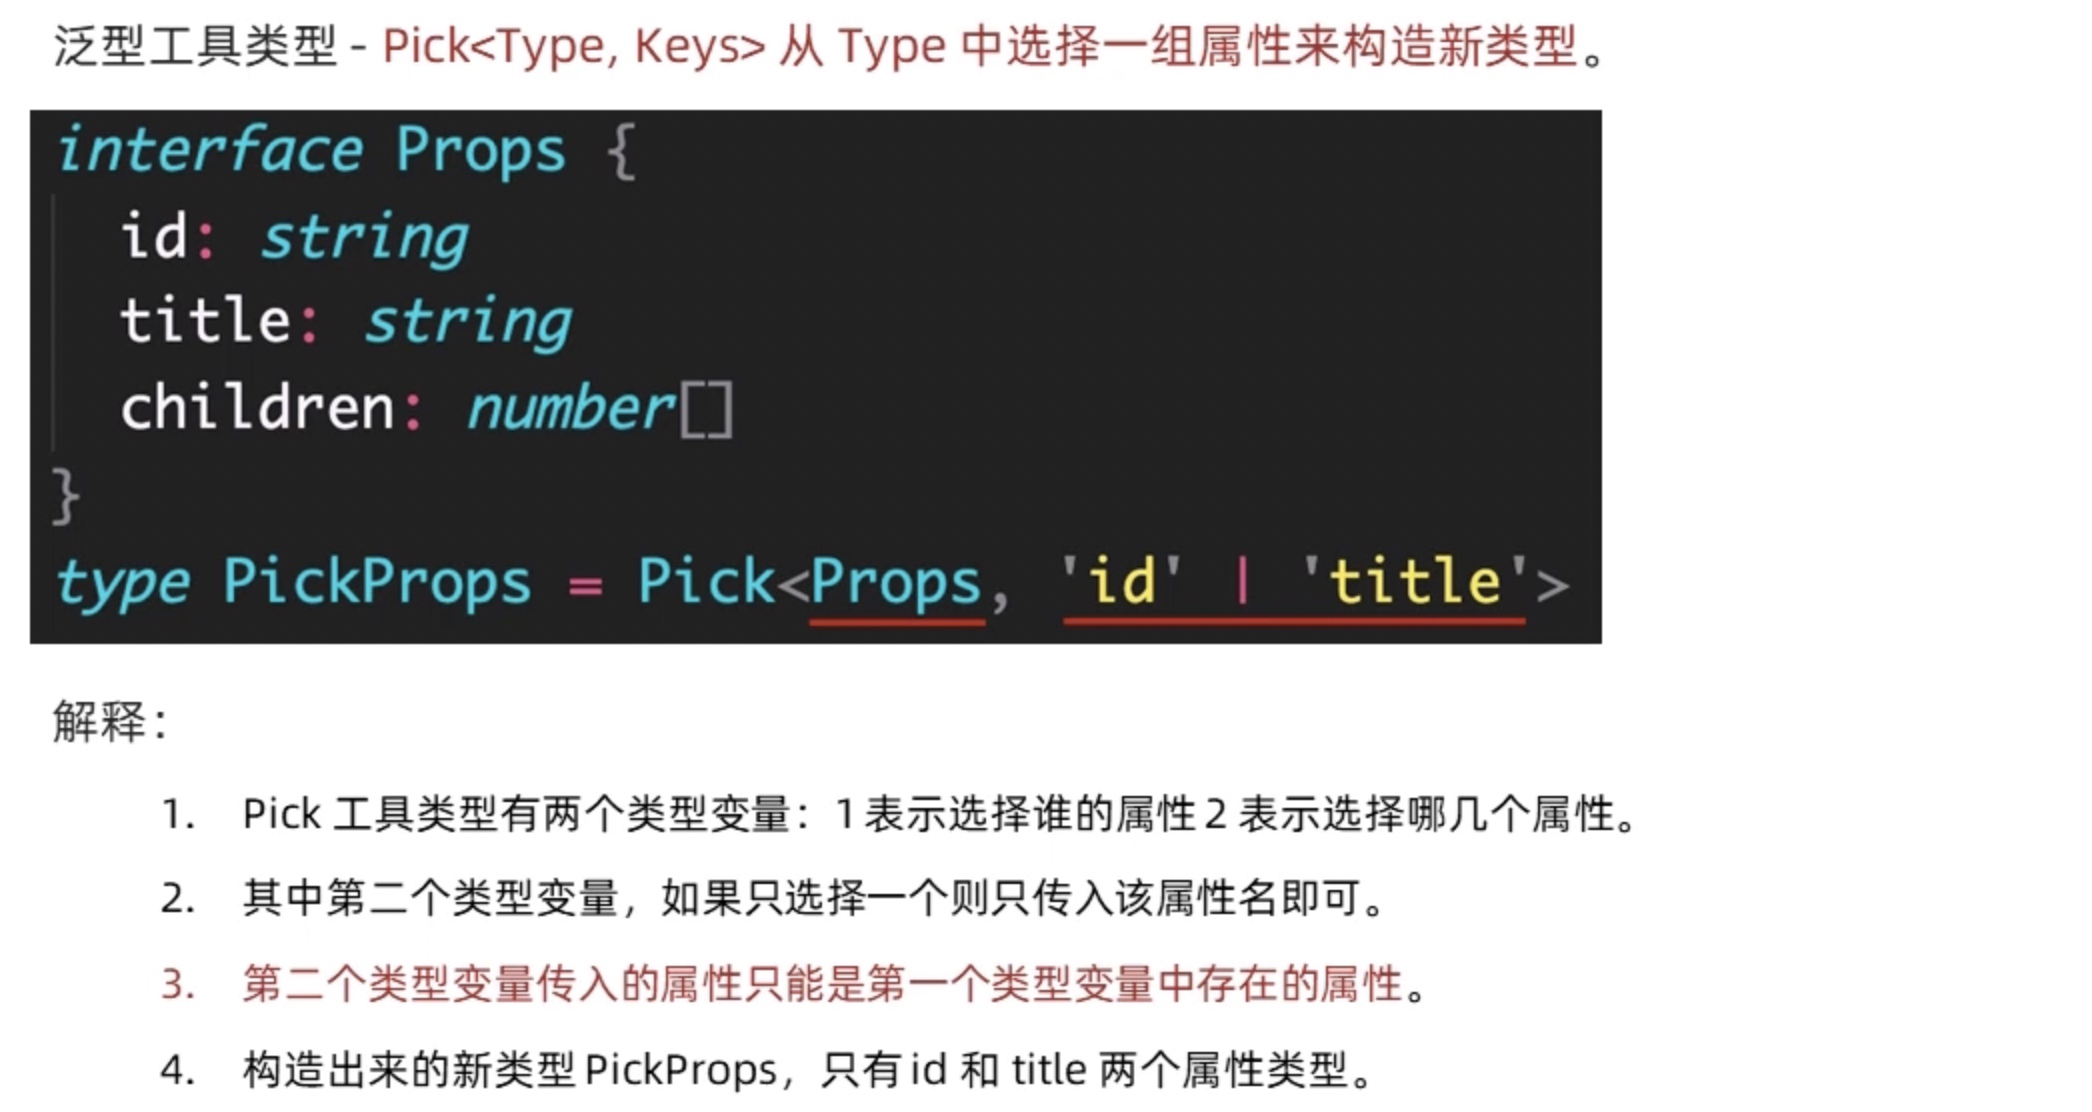 泛型工具类型 - Pick<Type, Keys> 从 Type 中选择一组属性来构造新类型。
interface Props {
  id: string
  title: string
  children: number[]
}
type PickProps = Pick<Props, 'id' | 'title'>
解释：
1. Pick 工具类型有两个类型变量：1 表示选择谁的属性 2 表示选择哪几个属性。
2. 其中第二个类型变量，如果只选择一个则只传入该属性名即可。
3. 第二个类型变量传入的属性只能是第一个类型变量中存在的属性。
4. 构造出来的新类型 PickProps，只有 id 和 title 两个属性类型。